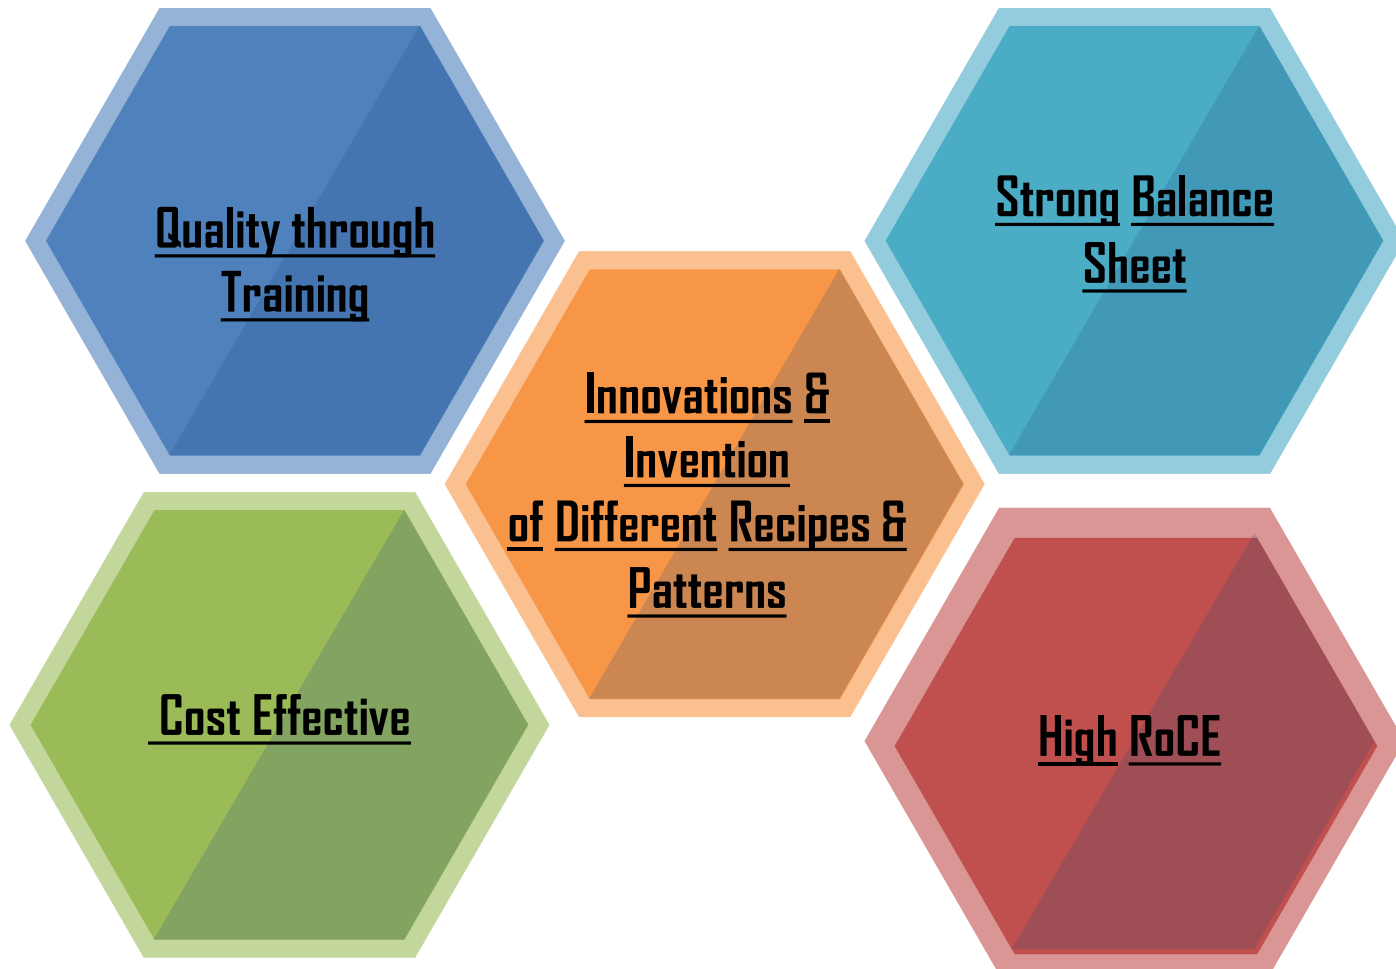 Quality through
Training
Strong Balance
Sheet
Innovations &
Invention
of Different Recipes &
Patterns
Cost Effective
High RoCE